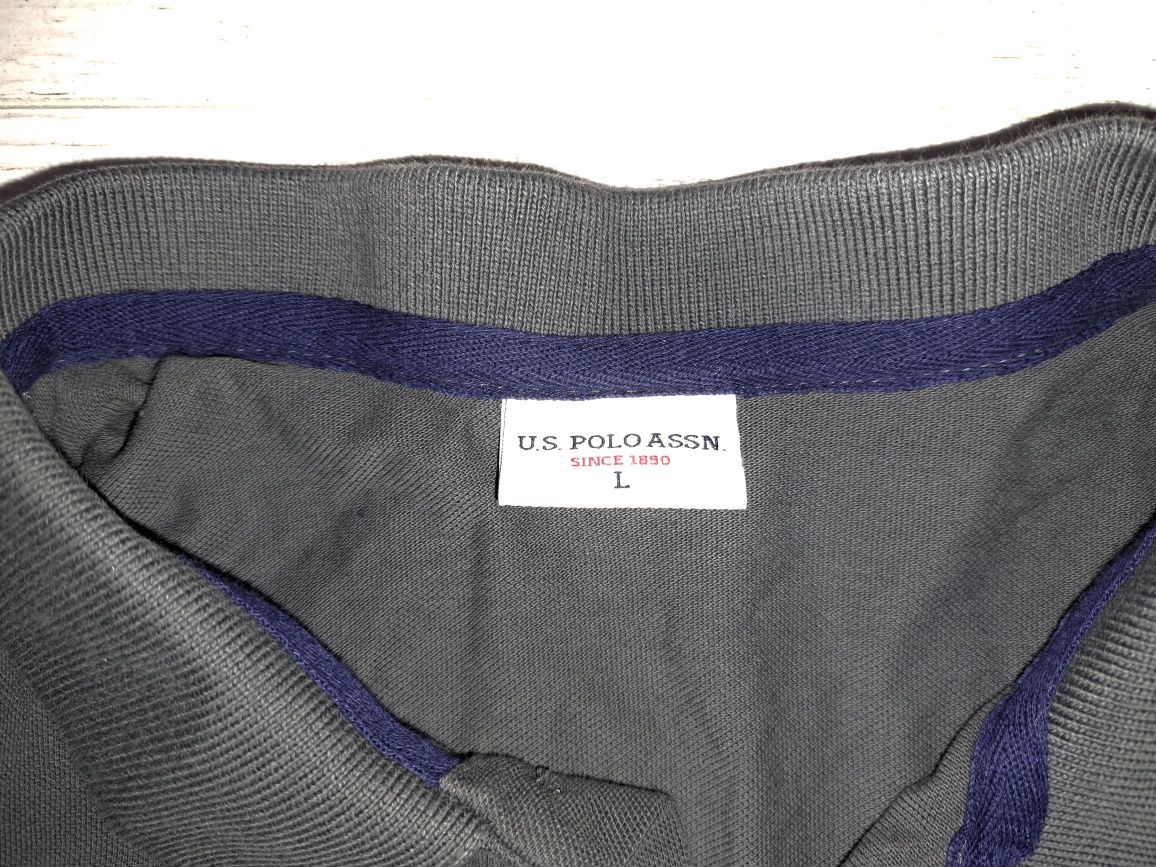 U.S. POLO ASSN.
SINCE 1890
L